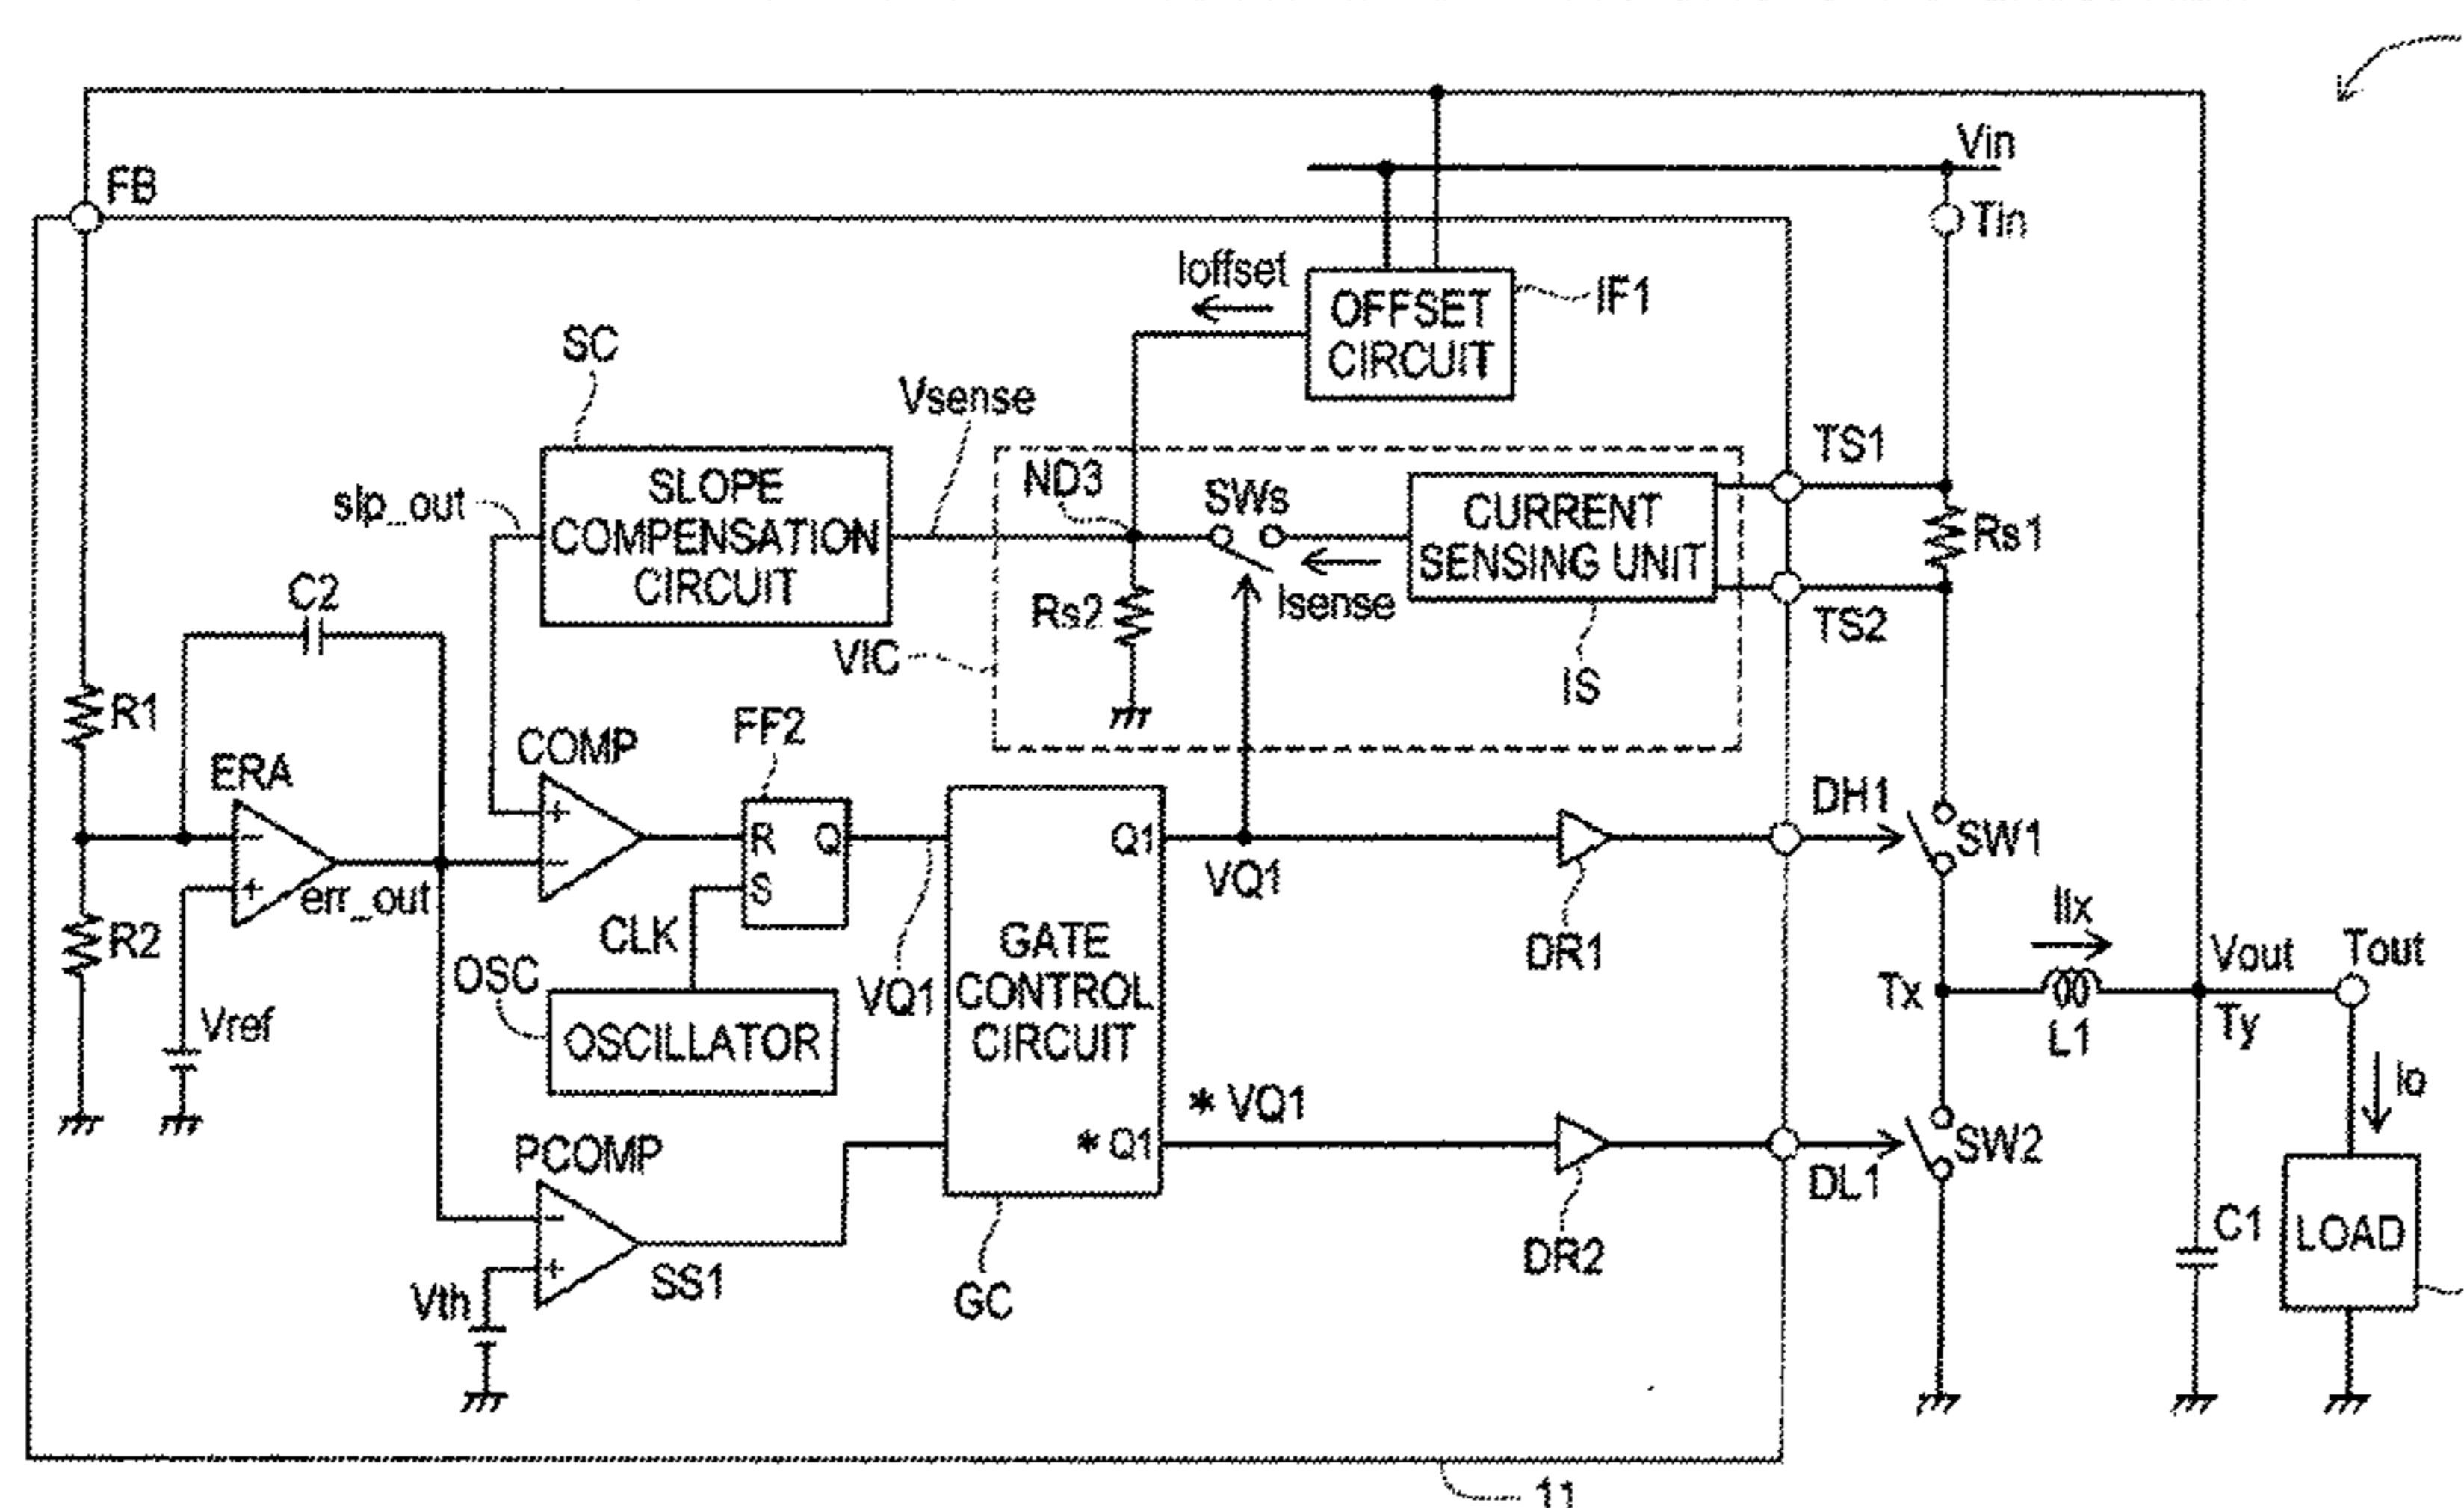 Vin
FB
Tin
Ioffset
OFFSET
CIRCUIT
IF1
SC
Vsense
TS1
slp_out
SLOPE
COMPENSATION
CIRCUIT
ND3
SWs
CURRENT
SENSING UNIT
Rs1
C2
Rs2
Isense
TS2
VIC
IS
R1
ERA
COMP
FF2
DH1
-
+
+
-
R
Q
S
Q1
SW1
err_out
CLK
VQ1
DR1
Ilx
R2
OSC
VQ1
GATE
CONTROL
CIRCUIT
Tx
Vout
Tout
Vref
OSCILLATOR
L1
Ty
Io
* VQ1
PCOMP
* Q1
SW2
-
+
DL1
C1
LOAD
Vth
SS1
GC
DR2
11